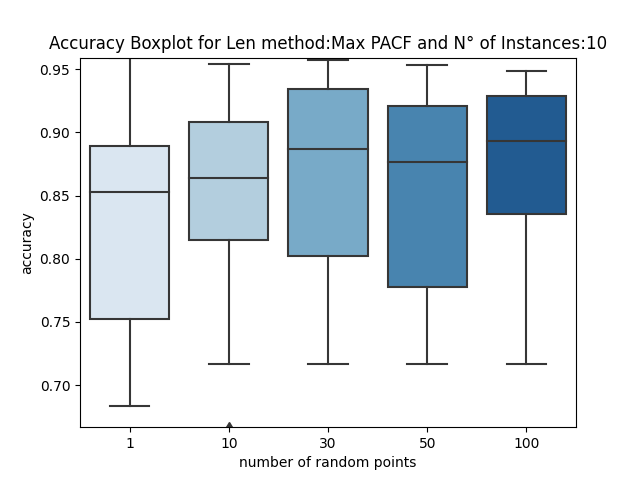 Accuracy Boxplot for Len method:Max PACF and N° of Instances:10
0.95
0.90
0.85
0.80
0.75
0.70
accuracy
1 10 30 50 100
number of random points